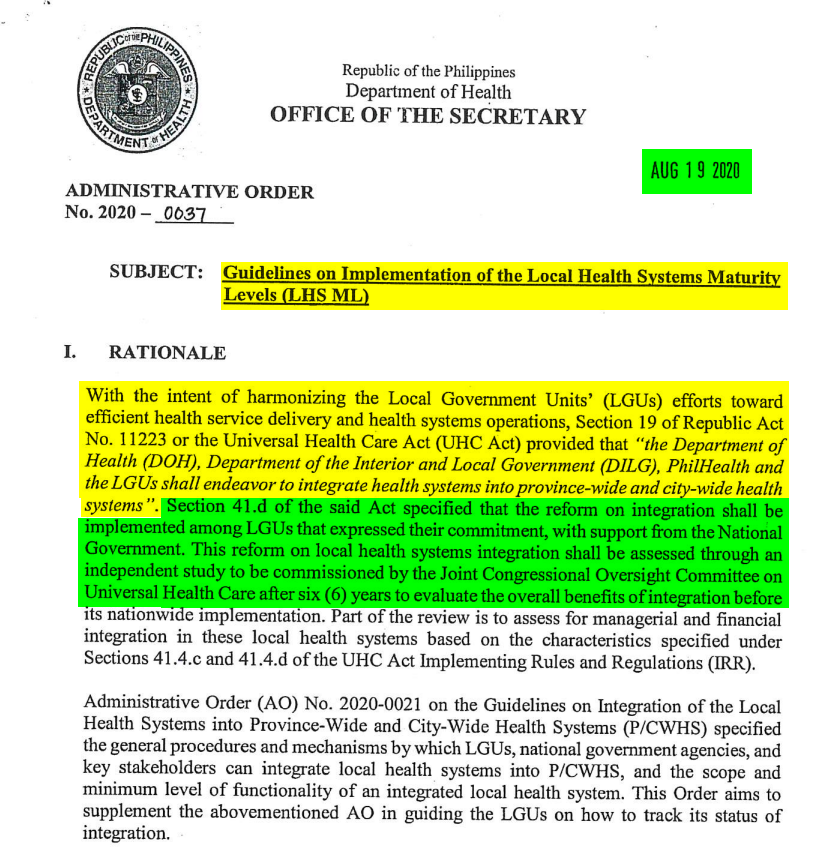 REPUBLIC of the PHILIPPINES
DEPARTMENT of HEALTH
Republic of the Philippines
Department of Health
OFFICE OF THE SECRETARY
AUG 19 2020
ADMINISTRATIVE ORDER
No. 2020 – 0037
SUBJECT: Guidelines on Implementation of the Local Health Systems Maturity
Levels (LHS ML)
I. RATIONALE
With the intent of harmonizing the Local Government Units’ (LGUs) efforts toward
efficient health service delivery and health systems operations, Section 19 of Republic Act
No. 11223 or the Universal Health Care Act (UHC Act) provided that “the Department of
Health (DOH), Department of the Interior and Local Government (DILG), PhilHealth and
the LGUs shall endeavor to integrate health systems into province-wide and city-wide health
systems”. Section 41.d of the said Act specified that the reform on integration shall be
implemented among LGUs that expressed their commitment, with support from the National
Government. This reform on local health systems integration shall be assessed through an
independent study to be commissioned by the Joint Congressional Oversight Committee on
Universal Health Care after six (6) years to evaluate the overall benefits of integration before
its nationwide implementation. Part of the review is to assess for managerial and financial
integration in these local health systems based on the characteristics specified under
Sections 41.4.c and 41.4.d of the UHC Act Implementing Rules and Regulations (IRR).
Administrative Order (AO) No. 2020-0021 on the Guidelines on Integration of the Local
Health Systems into Province-Wide and City-Wide Health Systems (P/CWHS) specified
the general procedures and mechanisms by which LGUs, national government agencies, and
key stakeholders can integrate local health systems into P/CWHS, and the scope and
minimum level of functionality of an integrated local health system. This Order aims to
supplement the abovementioned AO in guiding the LGUs on how to track its status of
integration.